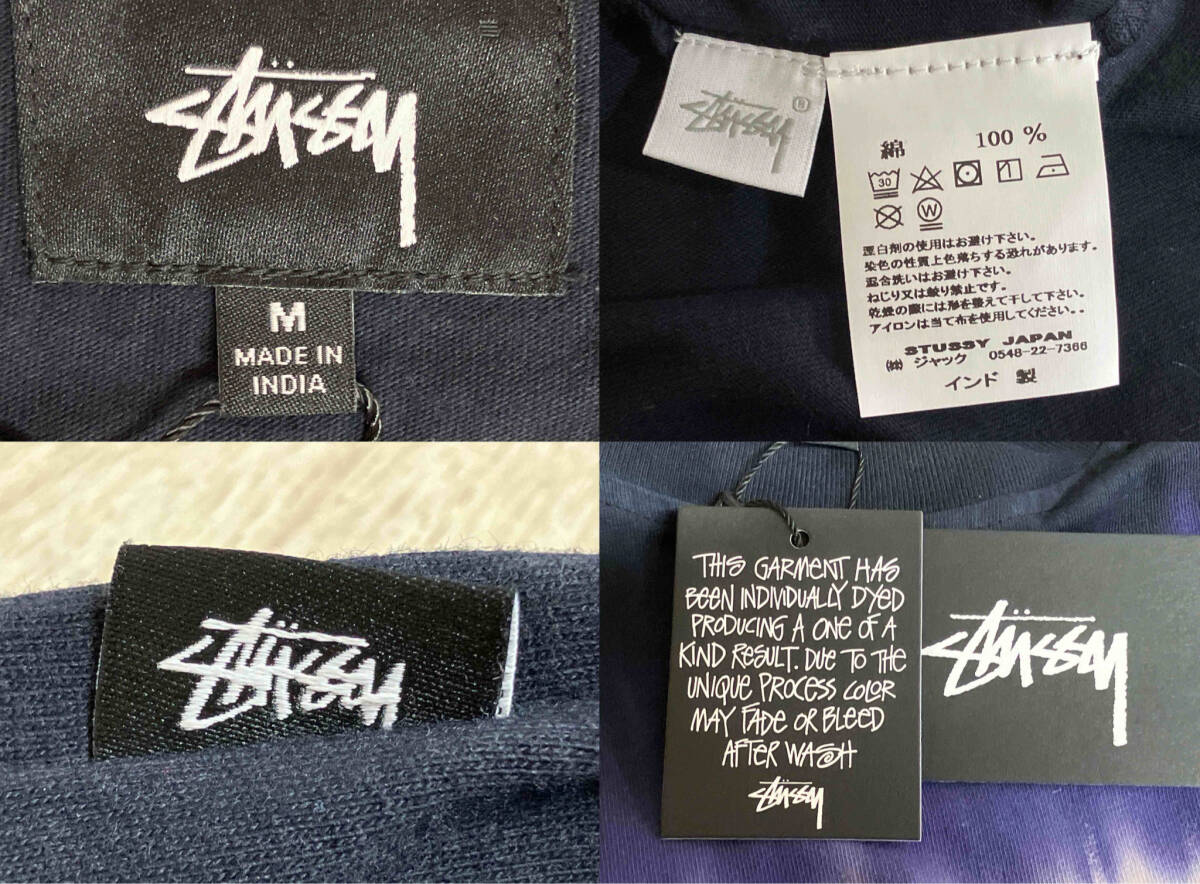 STÜSSY
M
MADE IN
INDIA
STÜSSY ®
綿 100 %
30
W
漂白剤の使用はお避け下さい。
染色の性質上色落ちする恐れがあります。
混合洗いはお避け下さい。
ねじり又は絞り禁止です。
乾燥の際には形を整えて干して下さい。
アイロンは当て布を使用してください。。
STUSSY JAPAN
㈱ ジャック 0548-22-7366
インド 製
STÜSSY
THIS GARMENT HAS
BEEN INDIVIDUALLY DYED
PRODUCING A ONE OF A
KIND RESULT. DUE TO THE
UNIQUE PROCESS COLOR
MAY FADE OR BLEED
AFTER WASH
STÜSSY
STÜSSY